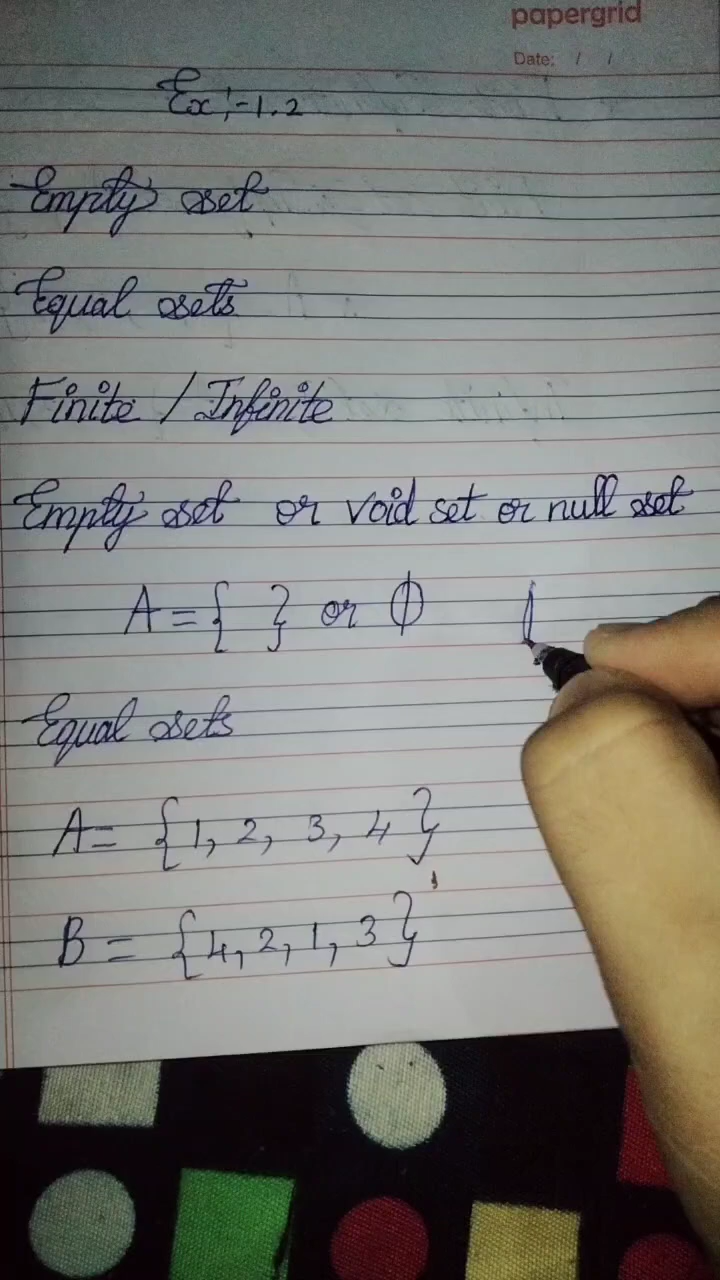 papergrid
Date: / /
Ex:-1.2
Empty set
Equal sets
Finite / Infinite
Empty set or void set or null set
A = { } or ϕ
Equal sets
A = {1, 2, 3, 4}
B = {4, 2, 1, 3}